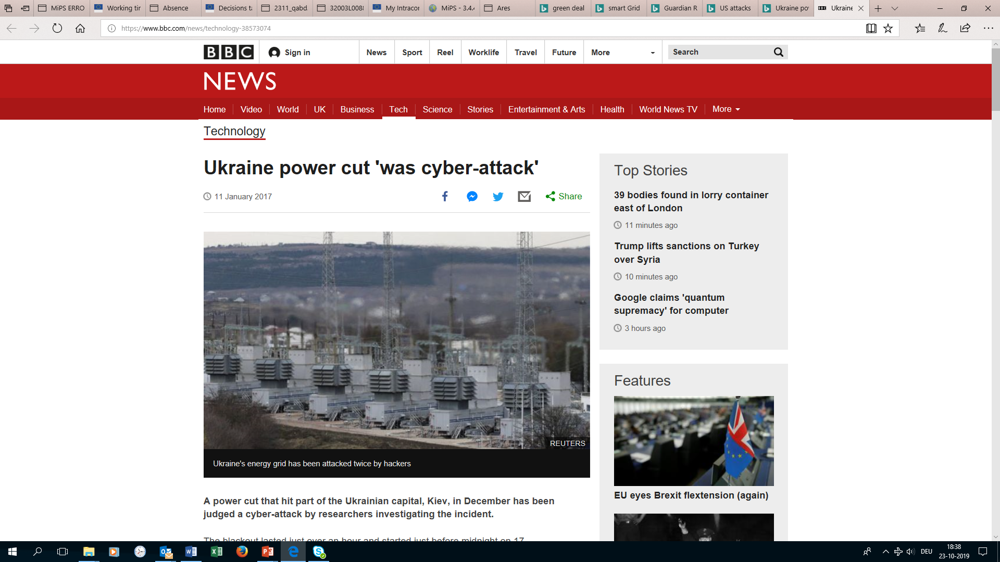 MiPS ERRO
Working tir
Absence
Decisions ta
2311_qabd.
32003L008
My Intracor
MiPS - 3.4.
Ares
green deal
smart Grid
Guardian R
US attacks
Ukraine po
Ukraine
https://www.bbc.com/news/technology-38573074
BBC
Sign in
News
Sport
Reel
Worklife
Travel
Future
More
Search
NEWS
Home
Video
World
UK
Business
Tech
Science
Stories
Entertainment & Arts
Health
World News TV
More
Technology
Ukraine power cut 'was cyber-attack'
11 January 2017
Share
REUTERS
Ukraine's energy grid has been attacked twice by hackers
A power cut that hit part of the Ukrainian capital, Kiev, in December has been
judged a cyber-attack by researchers investigating the incident.
The blackout lasted just over an hour and started just before midnight on 17
Top Stories
39 bodies found in lorry container
east of London
11 minutes ago
Trump lifts sanctions on Turkey
over Syria
10 minutes ago
Google claims 'quantum
supremacy' for computer
3 hours ago
Features
EU eyes Brexit flextension (again)
DEU
18:38
23-10-2019